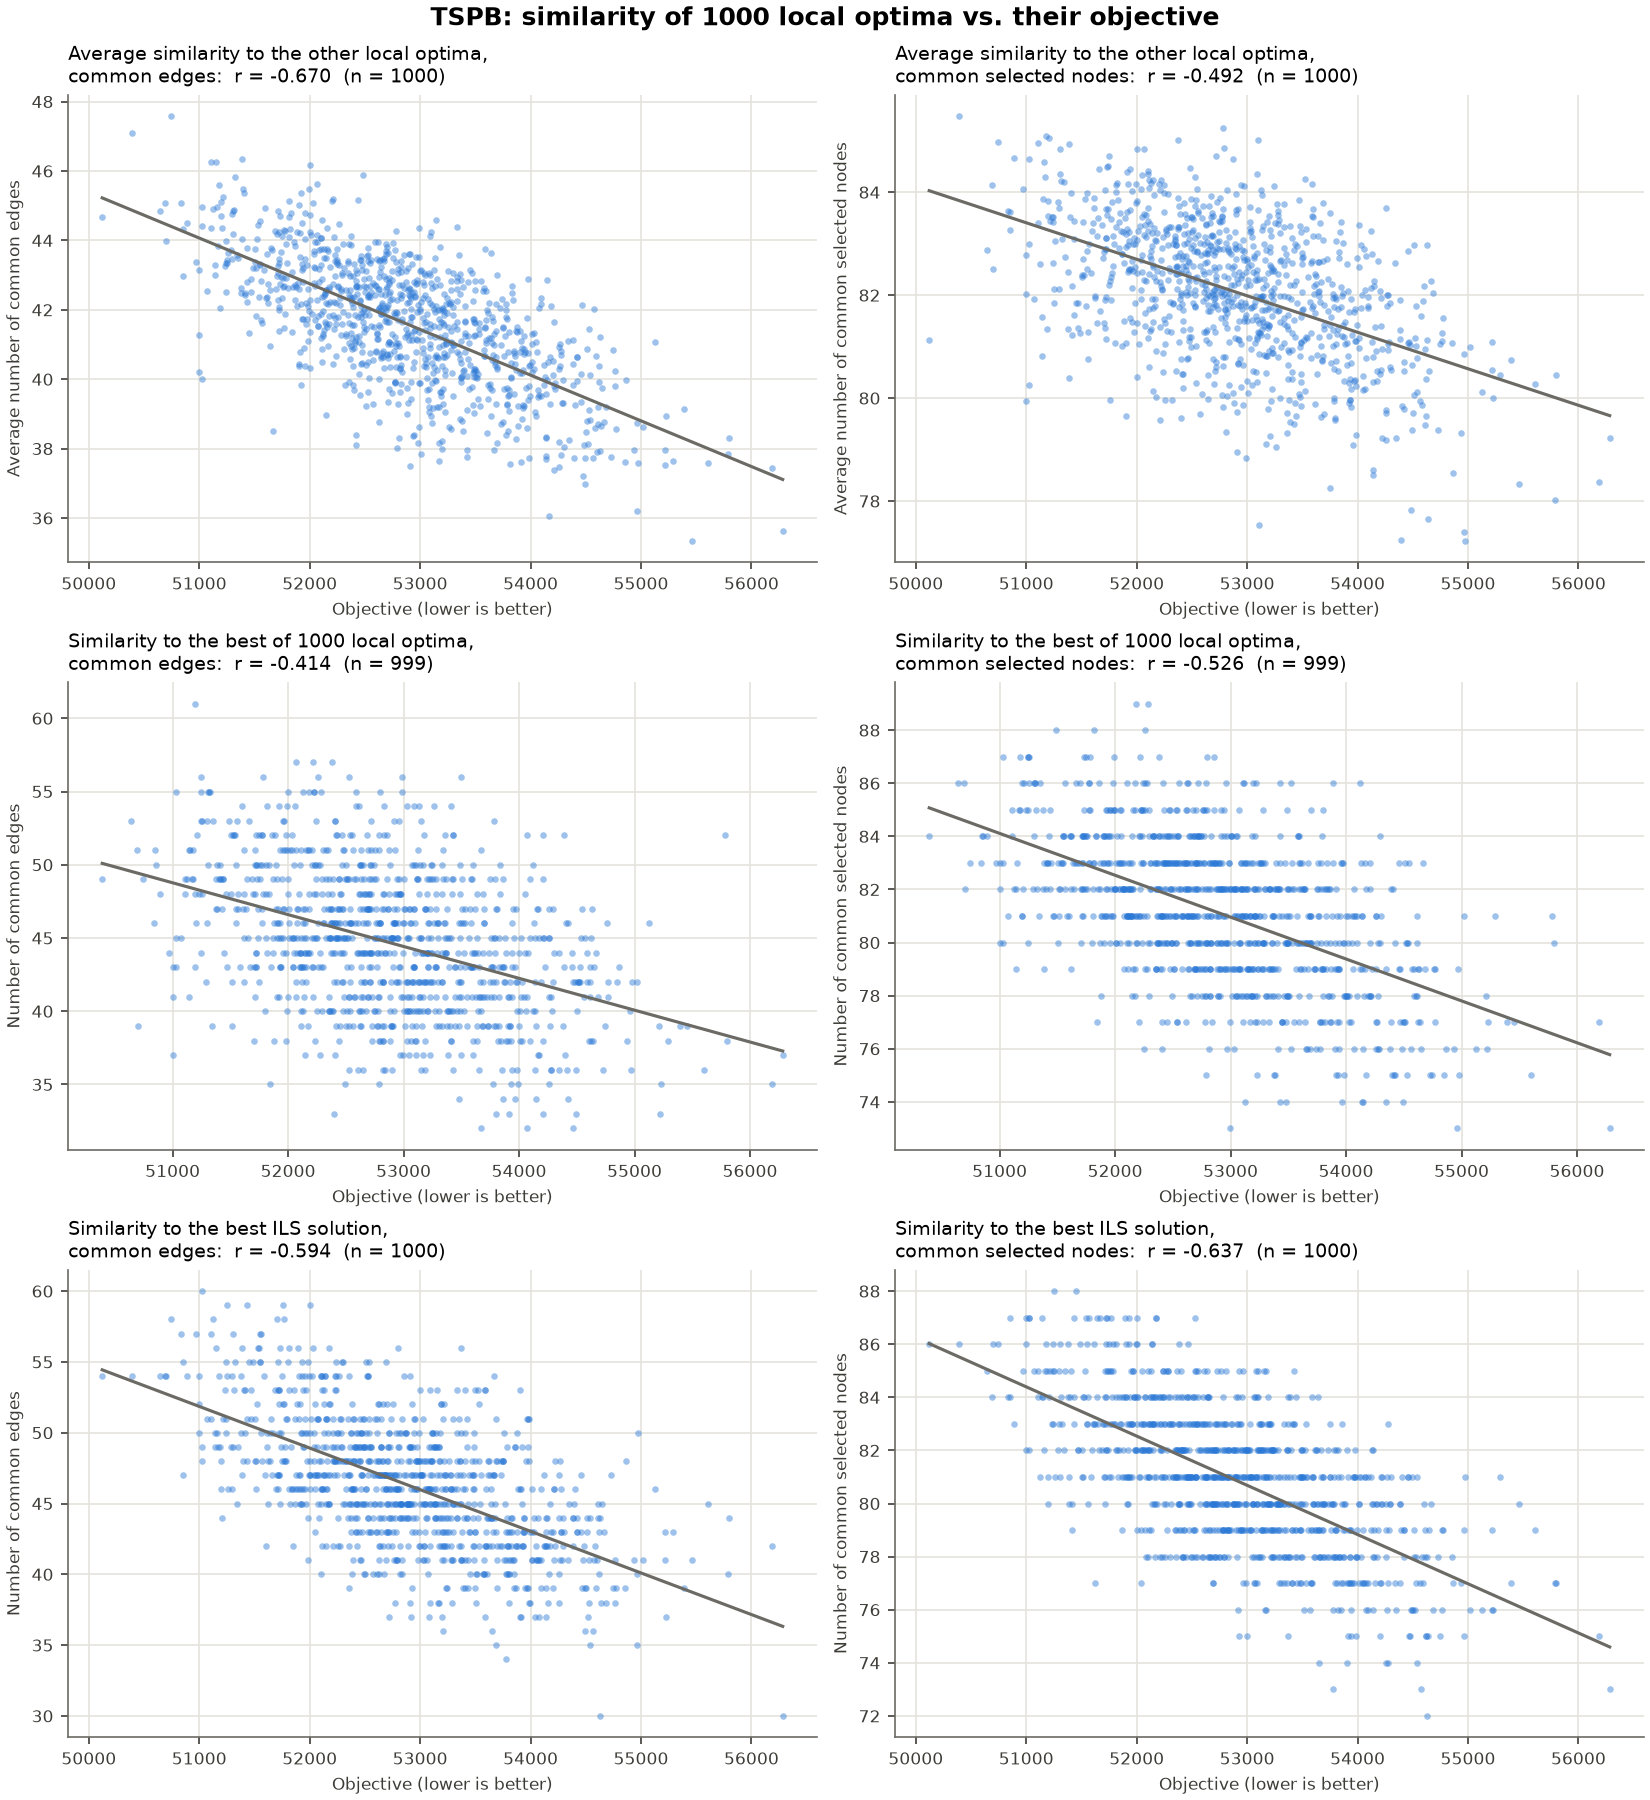 TSPB: similarity of 1000 local optima vs. their objective
Average similarity to the other local optima,
common edges:  r = -0.670  (n = 1000)
Average number of common edges
48
46
44
42
40
38
36
50000 51000 52000 53000 54000 55000 56000
Objective (lower is better)
Average similarity to the other local optima,
common selected nodes:  r = -0.492  (n = 1000)
Average number of common selected nodes
84
82
80
78
50000 51000 52000 53000 54000 55000 56000
Objective (lower is better)
Similarity to the best of 1000 local optima,
common edges:  r = -0.414  (n = 999)
Number of common edges
60
55
50
45
40
35
51000 52000 53000 54000 55000 56000
Objective (lower is better)
Similarity to the best of 1000 local optima,
common selected nodes:  r = -0.526  (n = 999)
Number of common selected nodes
88
86
84
82
80
78
76
74
51000 52000 53000 54000 55000 56000
Objective (lower is better)
Similarity to the best ILS solution,
common edges:  r = -0.594  (n = 1000)
Number of common edges
60
55
50
45
40
35
30
50000 51000 52000 53000 54000 55000 56000
Objective (lower is better)
Similarity to the best ILS solution,
common selected nodes:  r = -0.637  (n = 1000)
Number of common selected nodes
88
86
84
82
80
78
76
74
72
50000 51000 52000 53000 54000 55000 56000
Objective (lower is better)